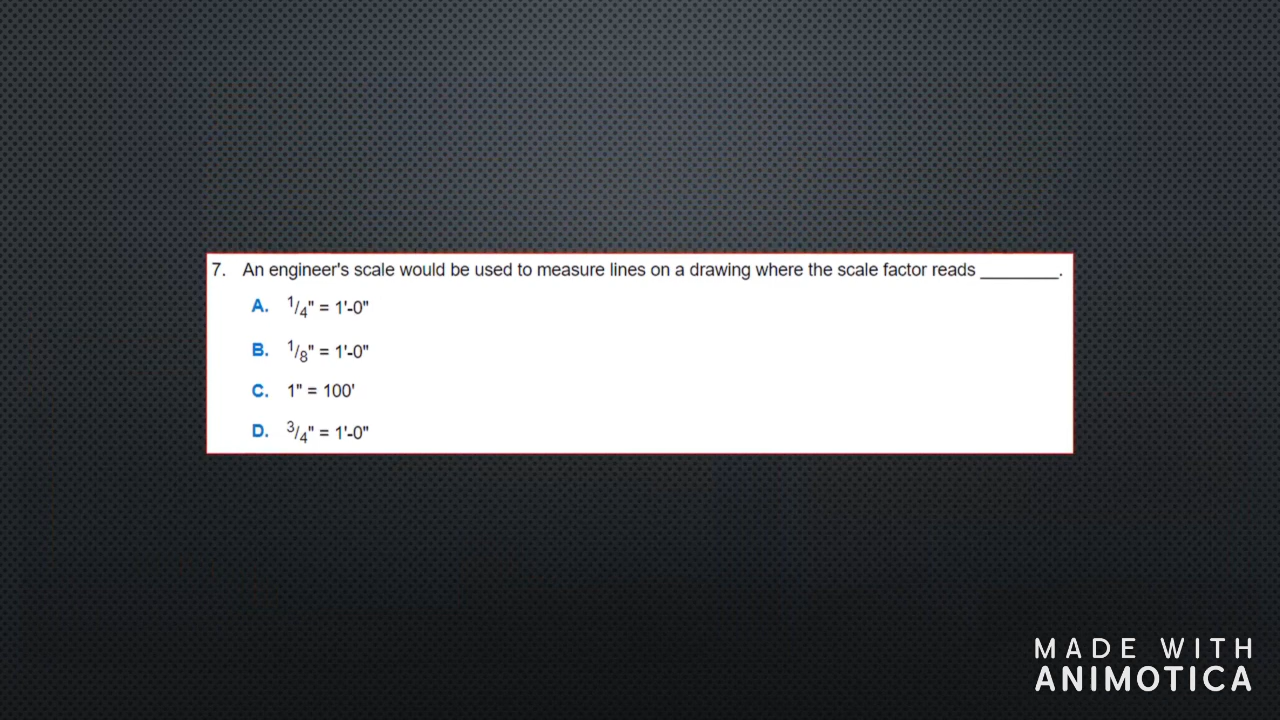 7. An engineer's scale would be used to measure lines on a drawing where the scale factor reads ________.
A. 1/4" = 1'-0"
B. 1/8" = 1'-0"
C. 1" = 100'
D. 3/4" = 1'-0"
MADE WITH
ANIMOTICA